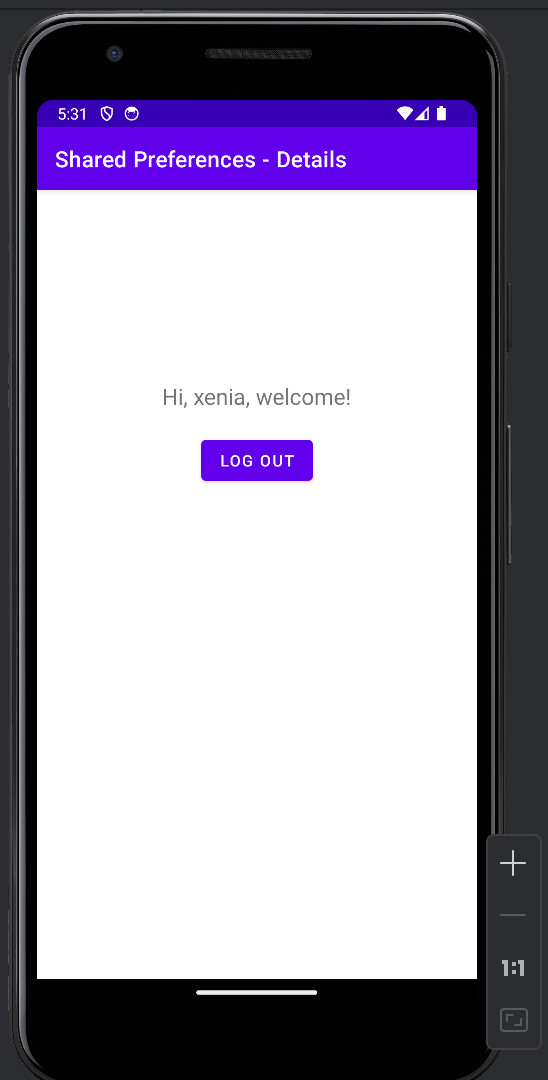 5:31
Shared Preferences - Details
Hi, xenia, welcome!
LOG OUT
1:1